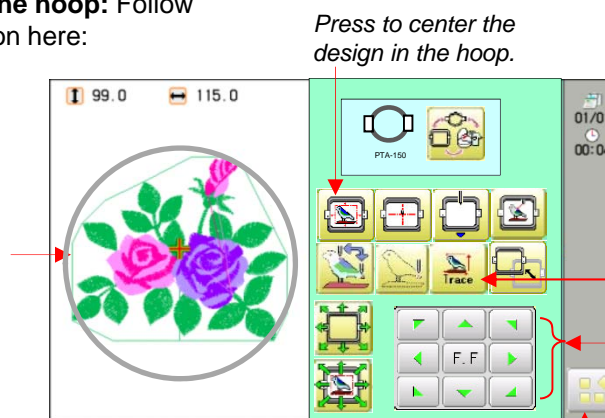 he hoop: Follow
on here:
Press to center the
design in the hoop.
99.0
115.0
PTA-150
01/0
00:0
Trace
F.F